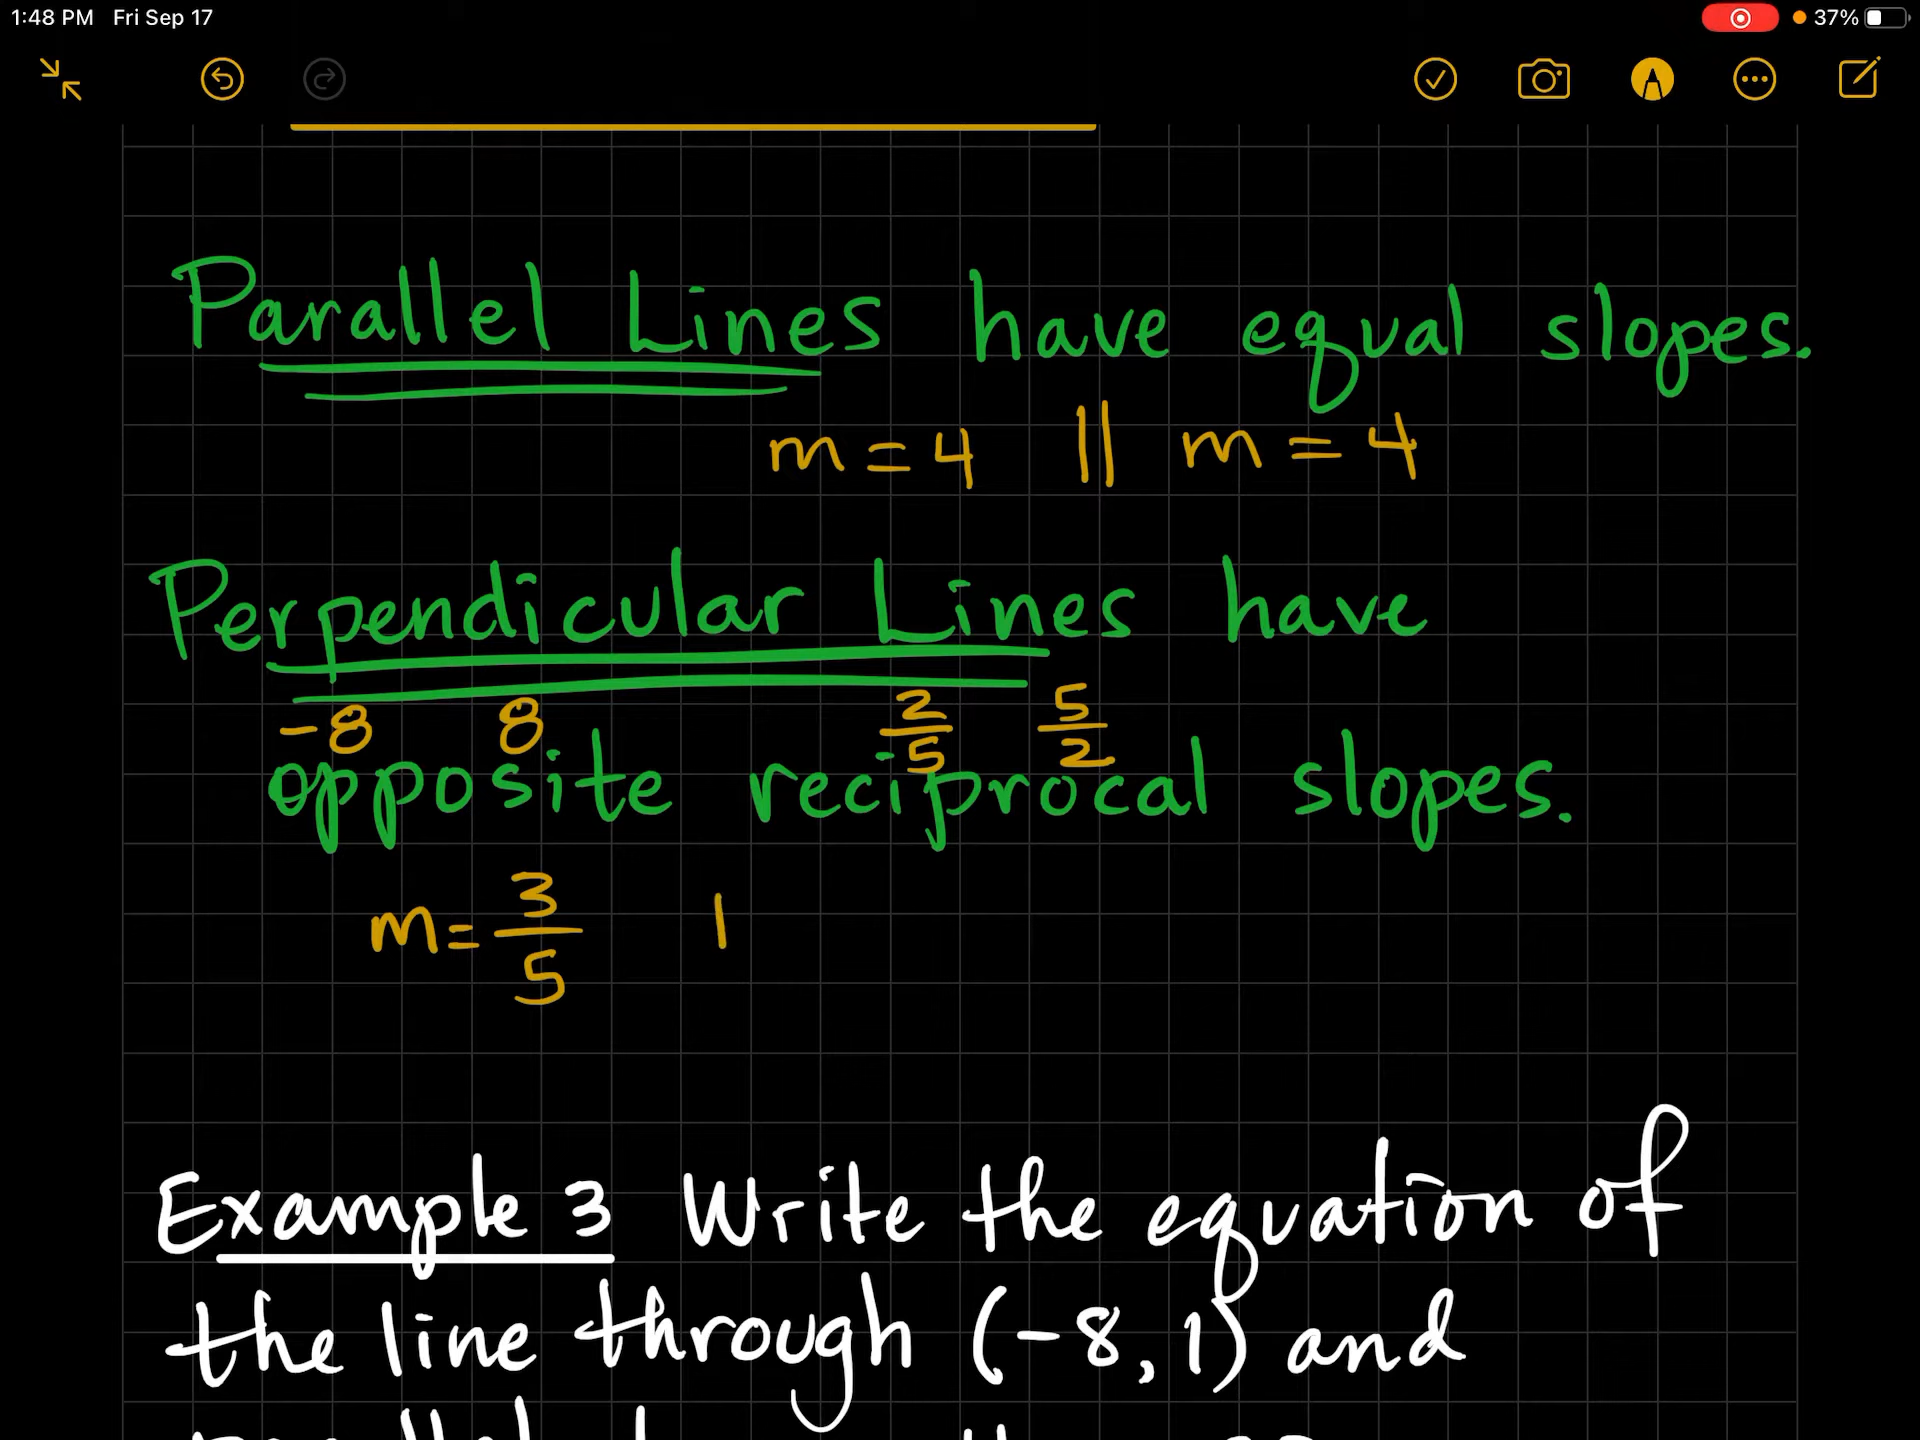 1:48 PM Fri Sep 17 37%
Parallel Lines have equal slopes.
m = 4 || m = 4
Perpendicular Lines have
-8 8 2/5 5/2
opposite reciprocal slopes.
m = 3/5 |
Example 3 Write the equation of
the line through (-8, 1) and